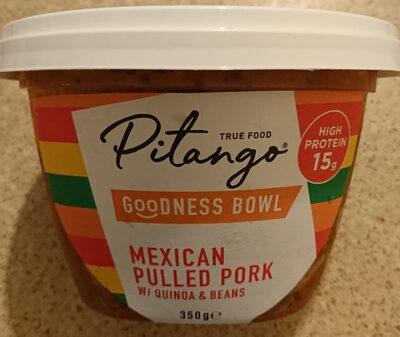 TRUE FOOD
Pitango®
HIGH
PROTEIN
15g
GOODNESS BOWL
MEXICAN
PULLED PORK
W/ QUINOA & BEANS
350g℮